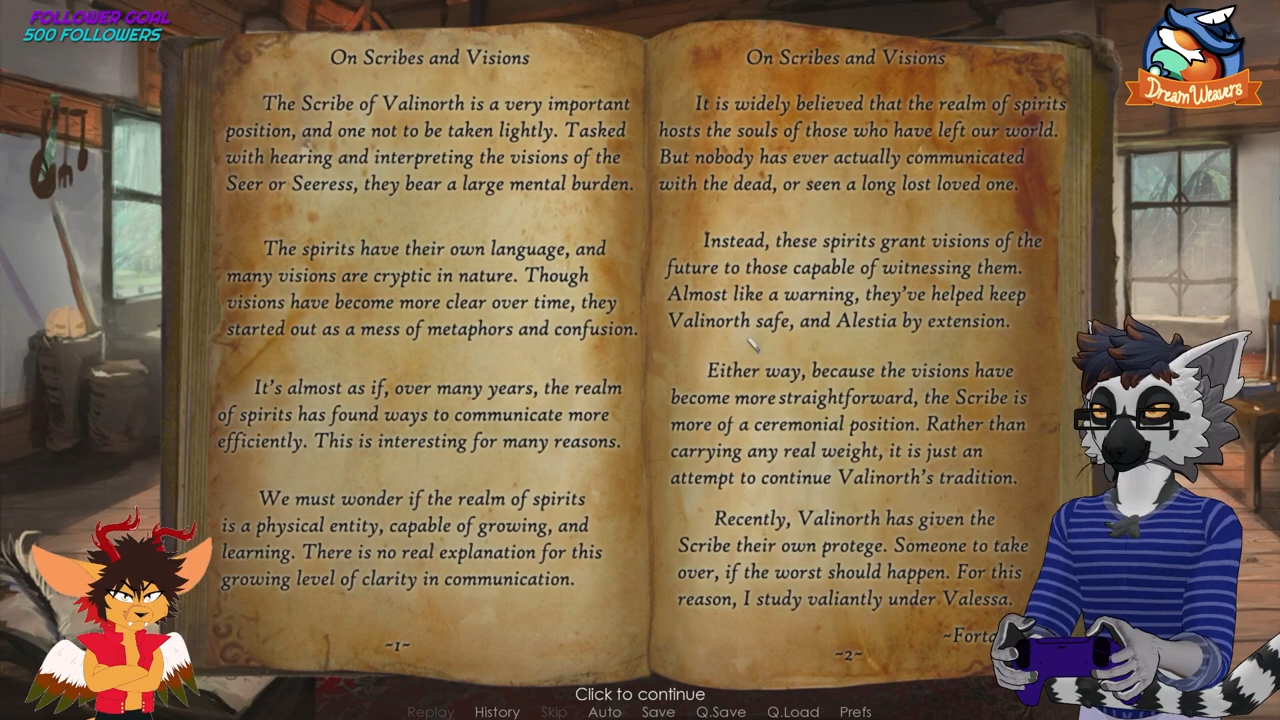 FOLLOWER GOAL
500 FOLLOWERS
DreamWeavers
On Scribes and Visions
The Scribe of Valinorth is a very important
position, and one not to be taken lightly. Tasked
with hearing and interpreting the visions of the
Seer or Seeress, they bear a large mental burden.
The spirits have their own language, and
many visions are cryptic in nature. Though
visions have become more clear over time, they
started out as a mess of metaphors and confusion.
It's almost as if, over many years, the realm
of spirits has found ways to communicate more
efficiently. This is interesting for many reasons.
We must wonder if the realm of spirits
is a physical entity, capable of growing, and
learning. There is no real explanation for this
growing level of clarity in communication.
~1~
On Scribes and Visions
It is widely believed that the realm of spirits
hosts the souls of those who have left our world.
But nobody has ever actually communicated
with the dead, or seen a long lost loved one.
Instead, these spirits grant visions of the
future to those capable of witnessing them.
Almost like a warning, they've helped keep
Valinorth safe, and Alestia by extension.
Either way, because the visions have
become more straightforward, the Scribe is
more of a ceremonial position. Rather than
carrying any real weight, it is just an
attempt to continue Valinorth's tradition.
Recently, Valinorth has given the
Scribe their own protege. Someone to take
over, if the worst should happen. For this
reason, I study valiantly under Valessa.
~2~
Click to continue
Replay History Skip Auto Save Q.Save Q.Load Prefs